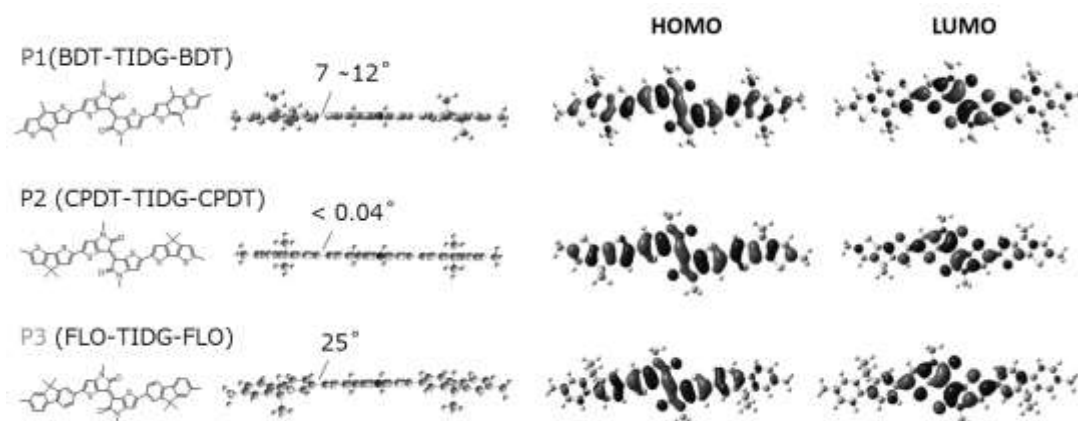 HOMO LUMO
P1(BDT-TIDG-BDT)
7 ~12°
P2 (CPDT-TIDG-CPDT)
< 0.04°
P3 (FLO-TIDG-FLO)
25°